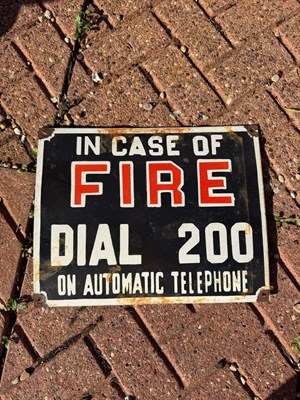 IN CASE OF
FIRE
DIAL 200
ON AUTOMATIC TELEPHONE